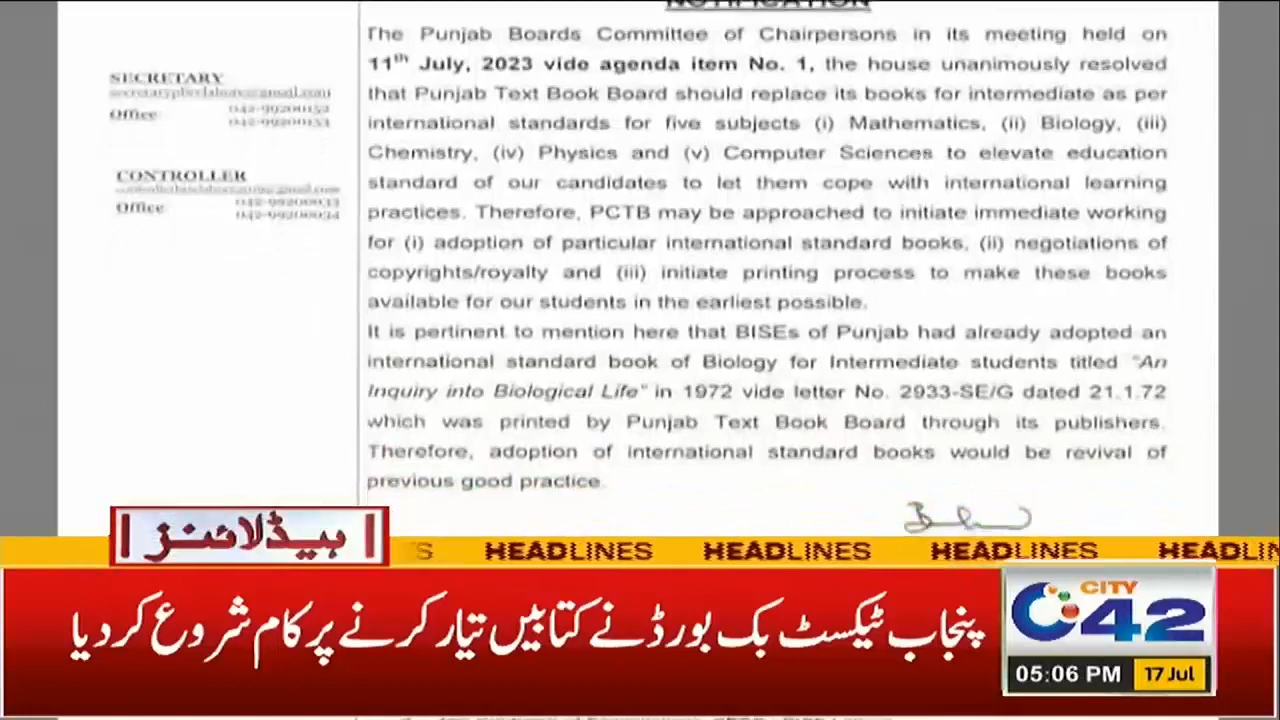 NOTIFICATION
The Punjab Boards Committee of Chairpersons in its meeting held on
11th July, 2023 vide agenda item No. 1, the house unanimously resolved
that Punjab Text Book Board should replace its books for intermediate as per
international standards for five subjects (i) Mathematics, (ii) Biology, (iii)
Chemistry, (iv) Physics and (v) Computer Sciences to elevate education
standard of our candidates to let them cope with international learning
practices. Therefore, PCTB may be approached to initiate immediate working
for (i) adoption of particular international standard books, (ii) negotiations of
copyrights/royalty and (iii) initiate printing process to make these books
available for our students in the earliest possible.
It is pertinent to mention here that BISEs of Punjab had already adopted an
international standard book of Biology for Intermediate students titled "An
Inquiry into Biological Life" in 1972 vide letter No. 2933-SE/G dated 21.1.72
which was printed by Punjab Text Book Board through its publishers.
Therefore, adoption of international standard books would be revival of
previous good practice.
SECRETARY
Office
042-99200152
042-99200153
CONTROLLER
Office
ہیڈلائنز
HEADLINES HEADLINES HEADLINES HEADLIN
پنجاب ٹیکسٹ بک بورڈ نے کتابیں تیار کرنے پر کام شروع کر دیا
CITY
42
05:06 PM 17 Jul